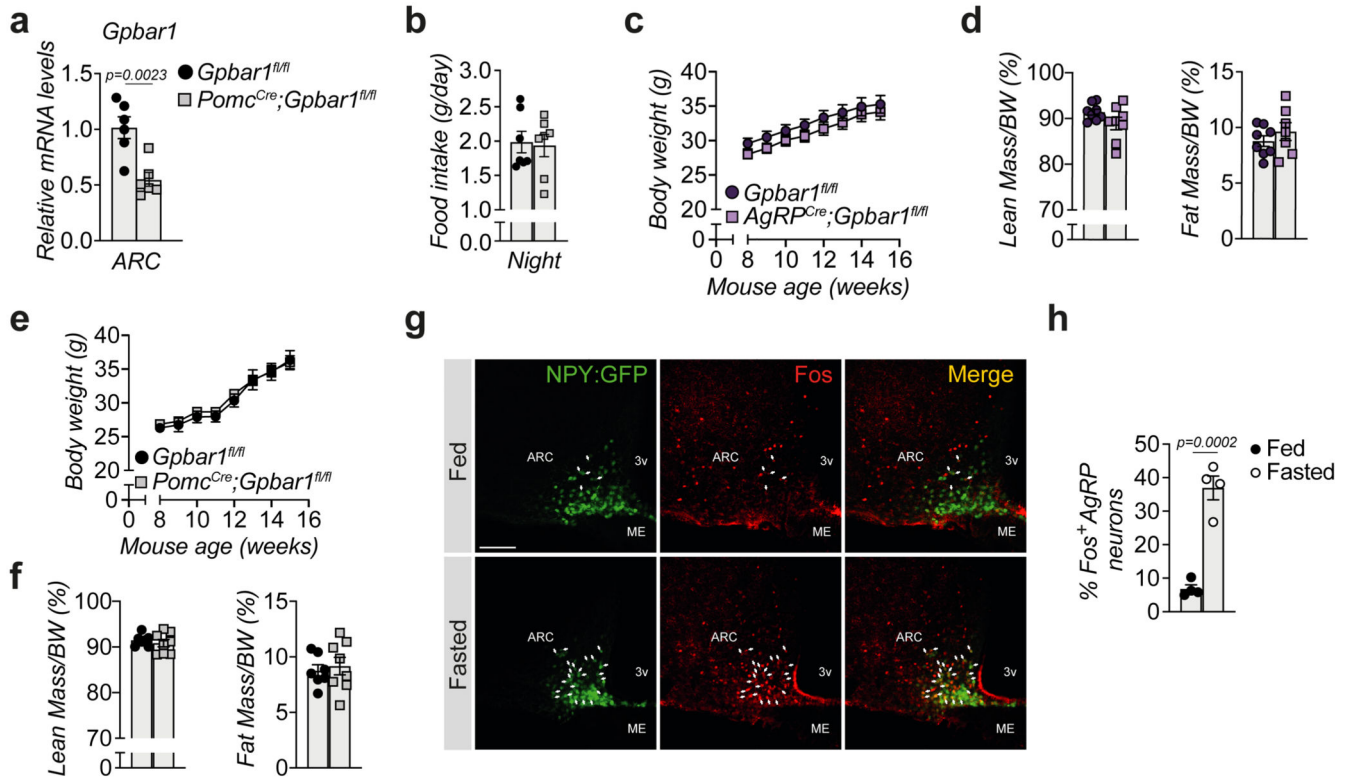 a
Gpbar1
Relative mRNA levels
1.5
1.0
0.5
0.0
p=0.0023
ARC
Gpbar1fl/fl
PomcCre;Gpbar1fl/fl
b
Food intake (g/day)
3.0
2.5
2.0
1.5
1.0
0.5
0.0
Night
c
Body weight (g)
40
35
30
20
0
Gpbar1fl/fl
AgRPCre;Gpbar1fl/fl
0 8 10 12 14 16
Mouse age (weeks)
d
Lean Mass/BW (%)
100
90
80
70
0
Fat Mass/BW (%)
15
10
5
0
e
Body weight (g)
40
35
30
25
20
0
Gpbar1fl/fl
PomcCre;Gpbar1fl/fl
0 8 10 12 14 16
Mouse age (weeks)
f
Lean Mass/BW (%)
100
90
80
70
0
Fat Mass/BW (%)
15
10
5
0
g
NPY:GFP Fos Merge
Fed
ARC 3v ME
ARC 3v ME
ARC 3v ME
Fasted
ARC 3v ME
ARC 3v ME
ARC 3v ME
h
% Fos+AgRP
neurons
50
40
30
20
10
0
p=0.0002
Fed
Fasted